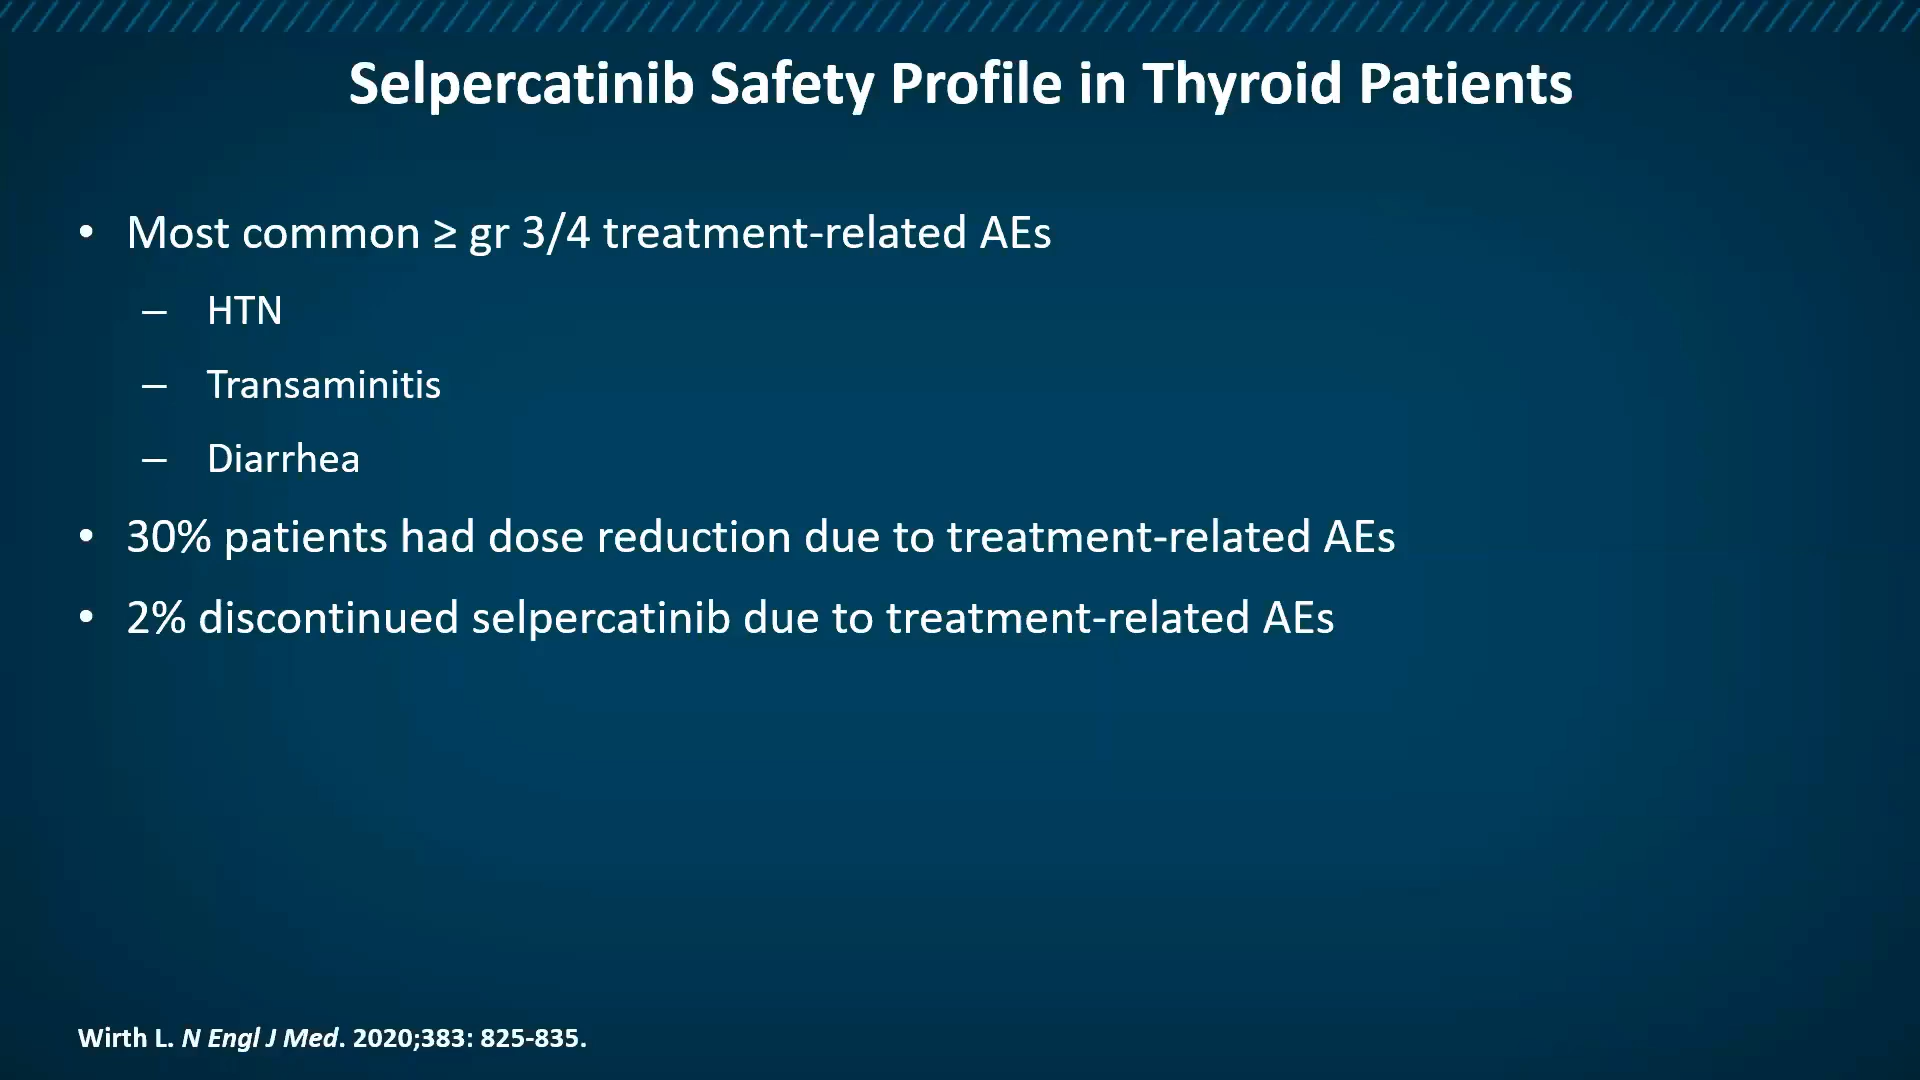 Selpercatinib Safety Profile in Thyroid Patients
• Most common ≥ gr 3/4 treatment-related AEs
– HTN
– Transaminitis
– Diarrhea
• 30% patients had dose reduction due to treatment-related AEs
• 2% discontinued selpercatinib due to treatment-related AEs
Wirth L. N Engl J Med. 2020;383: 825-835.